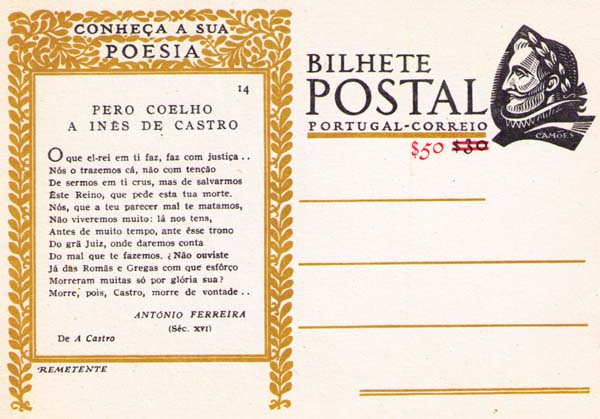 CONHEÇA A SUA
POESIA
14
PERO COELHO
A INÊS DE CASTRO
O que el-rei em ti faz, faz com justiça . .
Nós o trazemos cá, não com tenção
De sermos em ti crus, mas de salvarmos
Êste Reino, que pede esta tua morte.
Nós, que a teu parecer mal te matamos,
Não viveremos muito: lá nos tens,
Antes de muito tempo, ante êsse trono
Do grã Juiz, onde daremos conta
Do mal que te fazemos. ¿Não ouviste
Já das Romãs e Gregas com que esfôrço
Morreram muitas só por glória sua?
Morre, pois, Castro, morre de vontade . .
ANTÓNIO FERREIRA
(Séc. XVI)
De A Castro
REMETENTE
BILHETE
POSTAL
PORTUGAL-CORREIO
$50 $30
CAMÕES